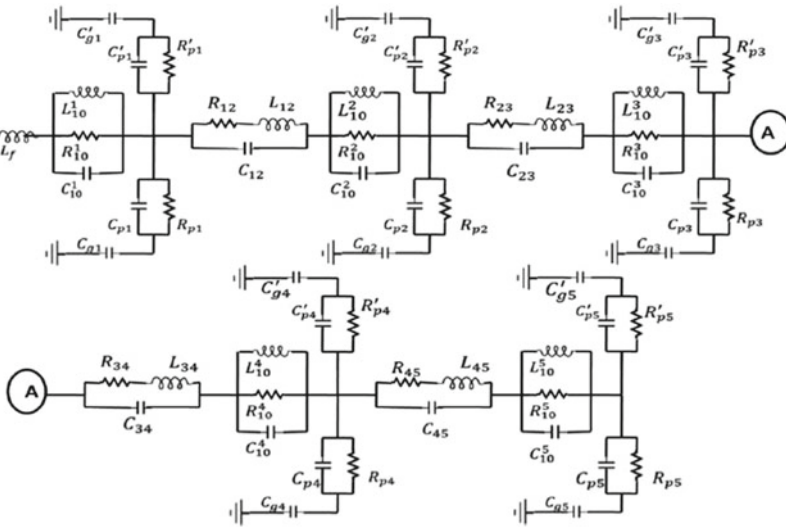 C'g1 C'g2 C'g3
C'p1 R'p1 C'p2 R'p2 C'p3 R'p3
L¹10 R12 L12 L²10 R23 L23 L³10
Lf R¹10 R²10 R³10 A
C¹10 C12 C²10 C23 C³10
Cp1 Rp1 Cp2 Rp2 Cp3 Rp3
Cg1 Cg2 Cg3
C'g4 C'g5
C'p4 R'p4 C'p5 R'p5
R34 L34 L⁴10 R45 L45 L⁵10
A R⁴10 R⁵10
C34 C⁴10 C45 C⁵10
Cp4 Rp4 Cp5 Rp5
Cg4 Cg5